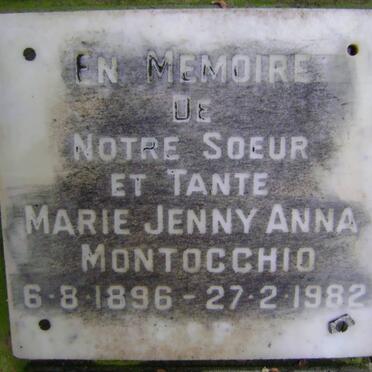 EN MEMOIRE
DE
NOTRE SOEUR
ET TANTE
MARIE JENNY ANNA
MONTOCCHIO
6-8-1896-27-2-1982